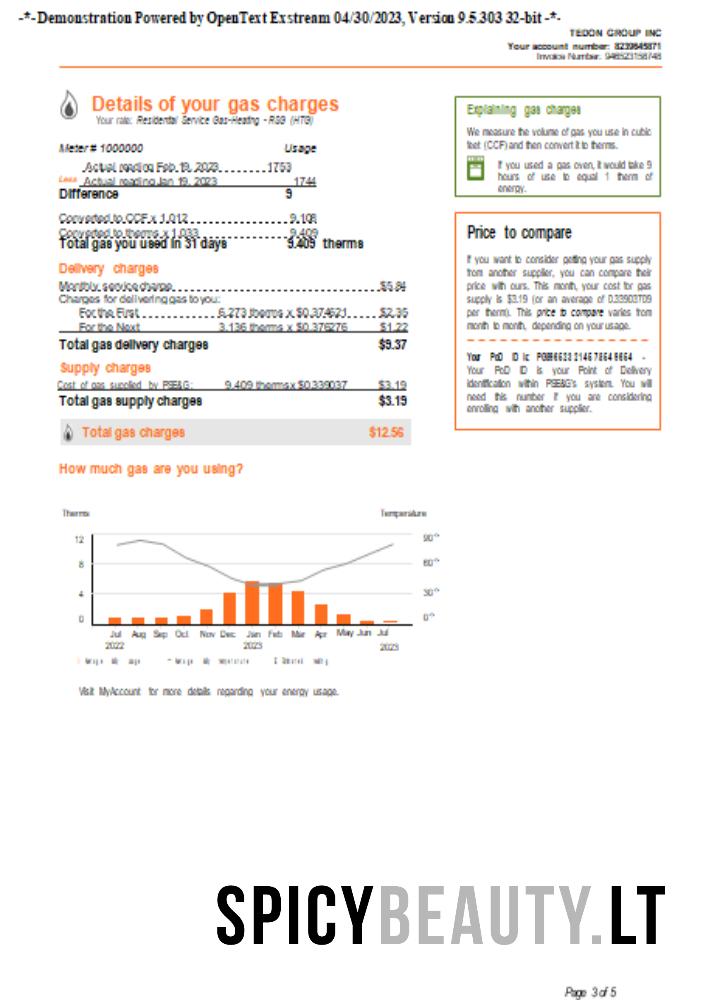 -*- Demonstration Powered by OpenText Exstream 04/30/2023, Version 9.5.303 32-bit -*-
TEDON GROUP INC
Your account number: 8239645871
Invoice Number: 946523158748
Details of your gas charges
Your rate: Residential Service Gas-Heating - RSG (HTG)
Meter # 1000000 Usage
Actual reading Feb 19, 2023 1753
Less Actual reading Jan 19, 2023 1744
Difference 9
Converted to CCF x 1.012 9.108
Converted to therms x 1.033 9.409
Total gas you used in 31 days 9.409 therms
Delivery charges
Monthly service charge $5.84
Charges for delivering gas to you:
For the First 6.273 therms x $0.374621 $2.35
For the Next 3.136 therms x $0.376276 $1.22
Total gas delivery charges $9.37
Supply charges
Cost of gas supplied by PSE&G: 9.409 therms x $0.339037 $3.19
Total gas supply charges $3.19
Total gas charges $12.56
How much gas are you using?
Therms Temperature
12 90°
8 60°
4 30°
0 0°
Jul Aug Sep Oct Nov Dec Jan Feb Mar Apr May Jun Jul
2022 2023 2023
Visit MyAccount for more details regarding your energy usage.
Explaining gas charges
We measure the volume of gas you use in cubic
feet (CCF) and then convert it to therms.
If you used a gas oven, it would take 9
hours of use to equal 1 therm of
energy.
Price to compare
If you want to consider getting your gas supply
from another supplier, you can compare their
price with ours. This month, your cost for gas
supply is $3.19 (or an average of 0.33903709
per therm). This price to compare varies from
month to month, depending on your usage.
Your PoD ID is: -
Your PoD ID is your Point of Delivery
identification within PSE&G's system. You will
need this number if you are considering
enrolling with another supplier.
SPICYBEAUTY.LT
Page 3 of 5